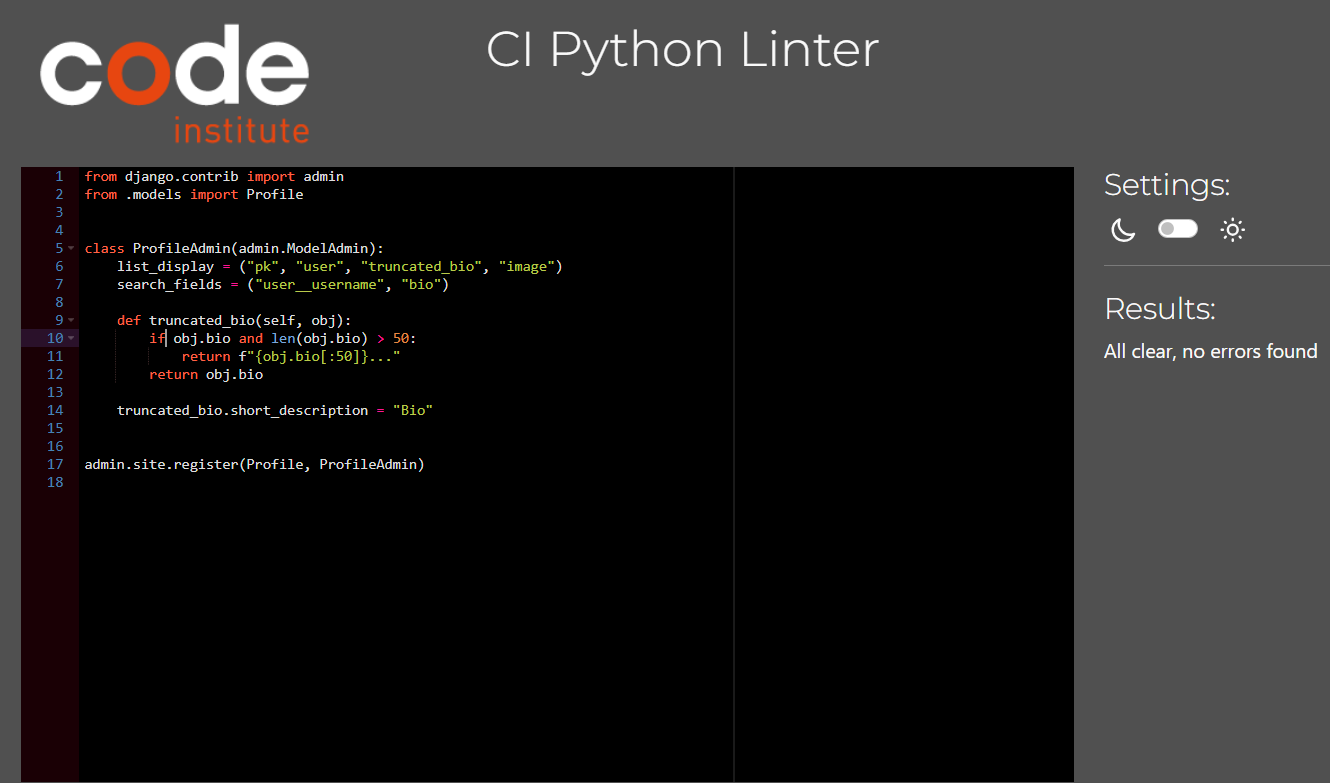 code
institute
CI Python Linter
1 from django.contrib import admin
2 from .models import Profile
3
4
5 class ProfileAdmin(admin.ModelAdmin):
6     list_display = ("pk", "user", "truncated_bio", "image")
7     search_fields = ("user__username", "bio")
8
9     def truncated_bio(self, obj):
10         if obj.bio and len(obj.bio) > 50:
11             return f"{obj.bio[:50]}..."
12         return obj.bio
13
14     truncated_bio.short_description = "Bio"
15
16
17 admin.site.register(Profile, ProfileAdmin)
18
Settings:
Results:
All clear, no errors found